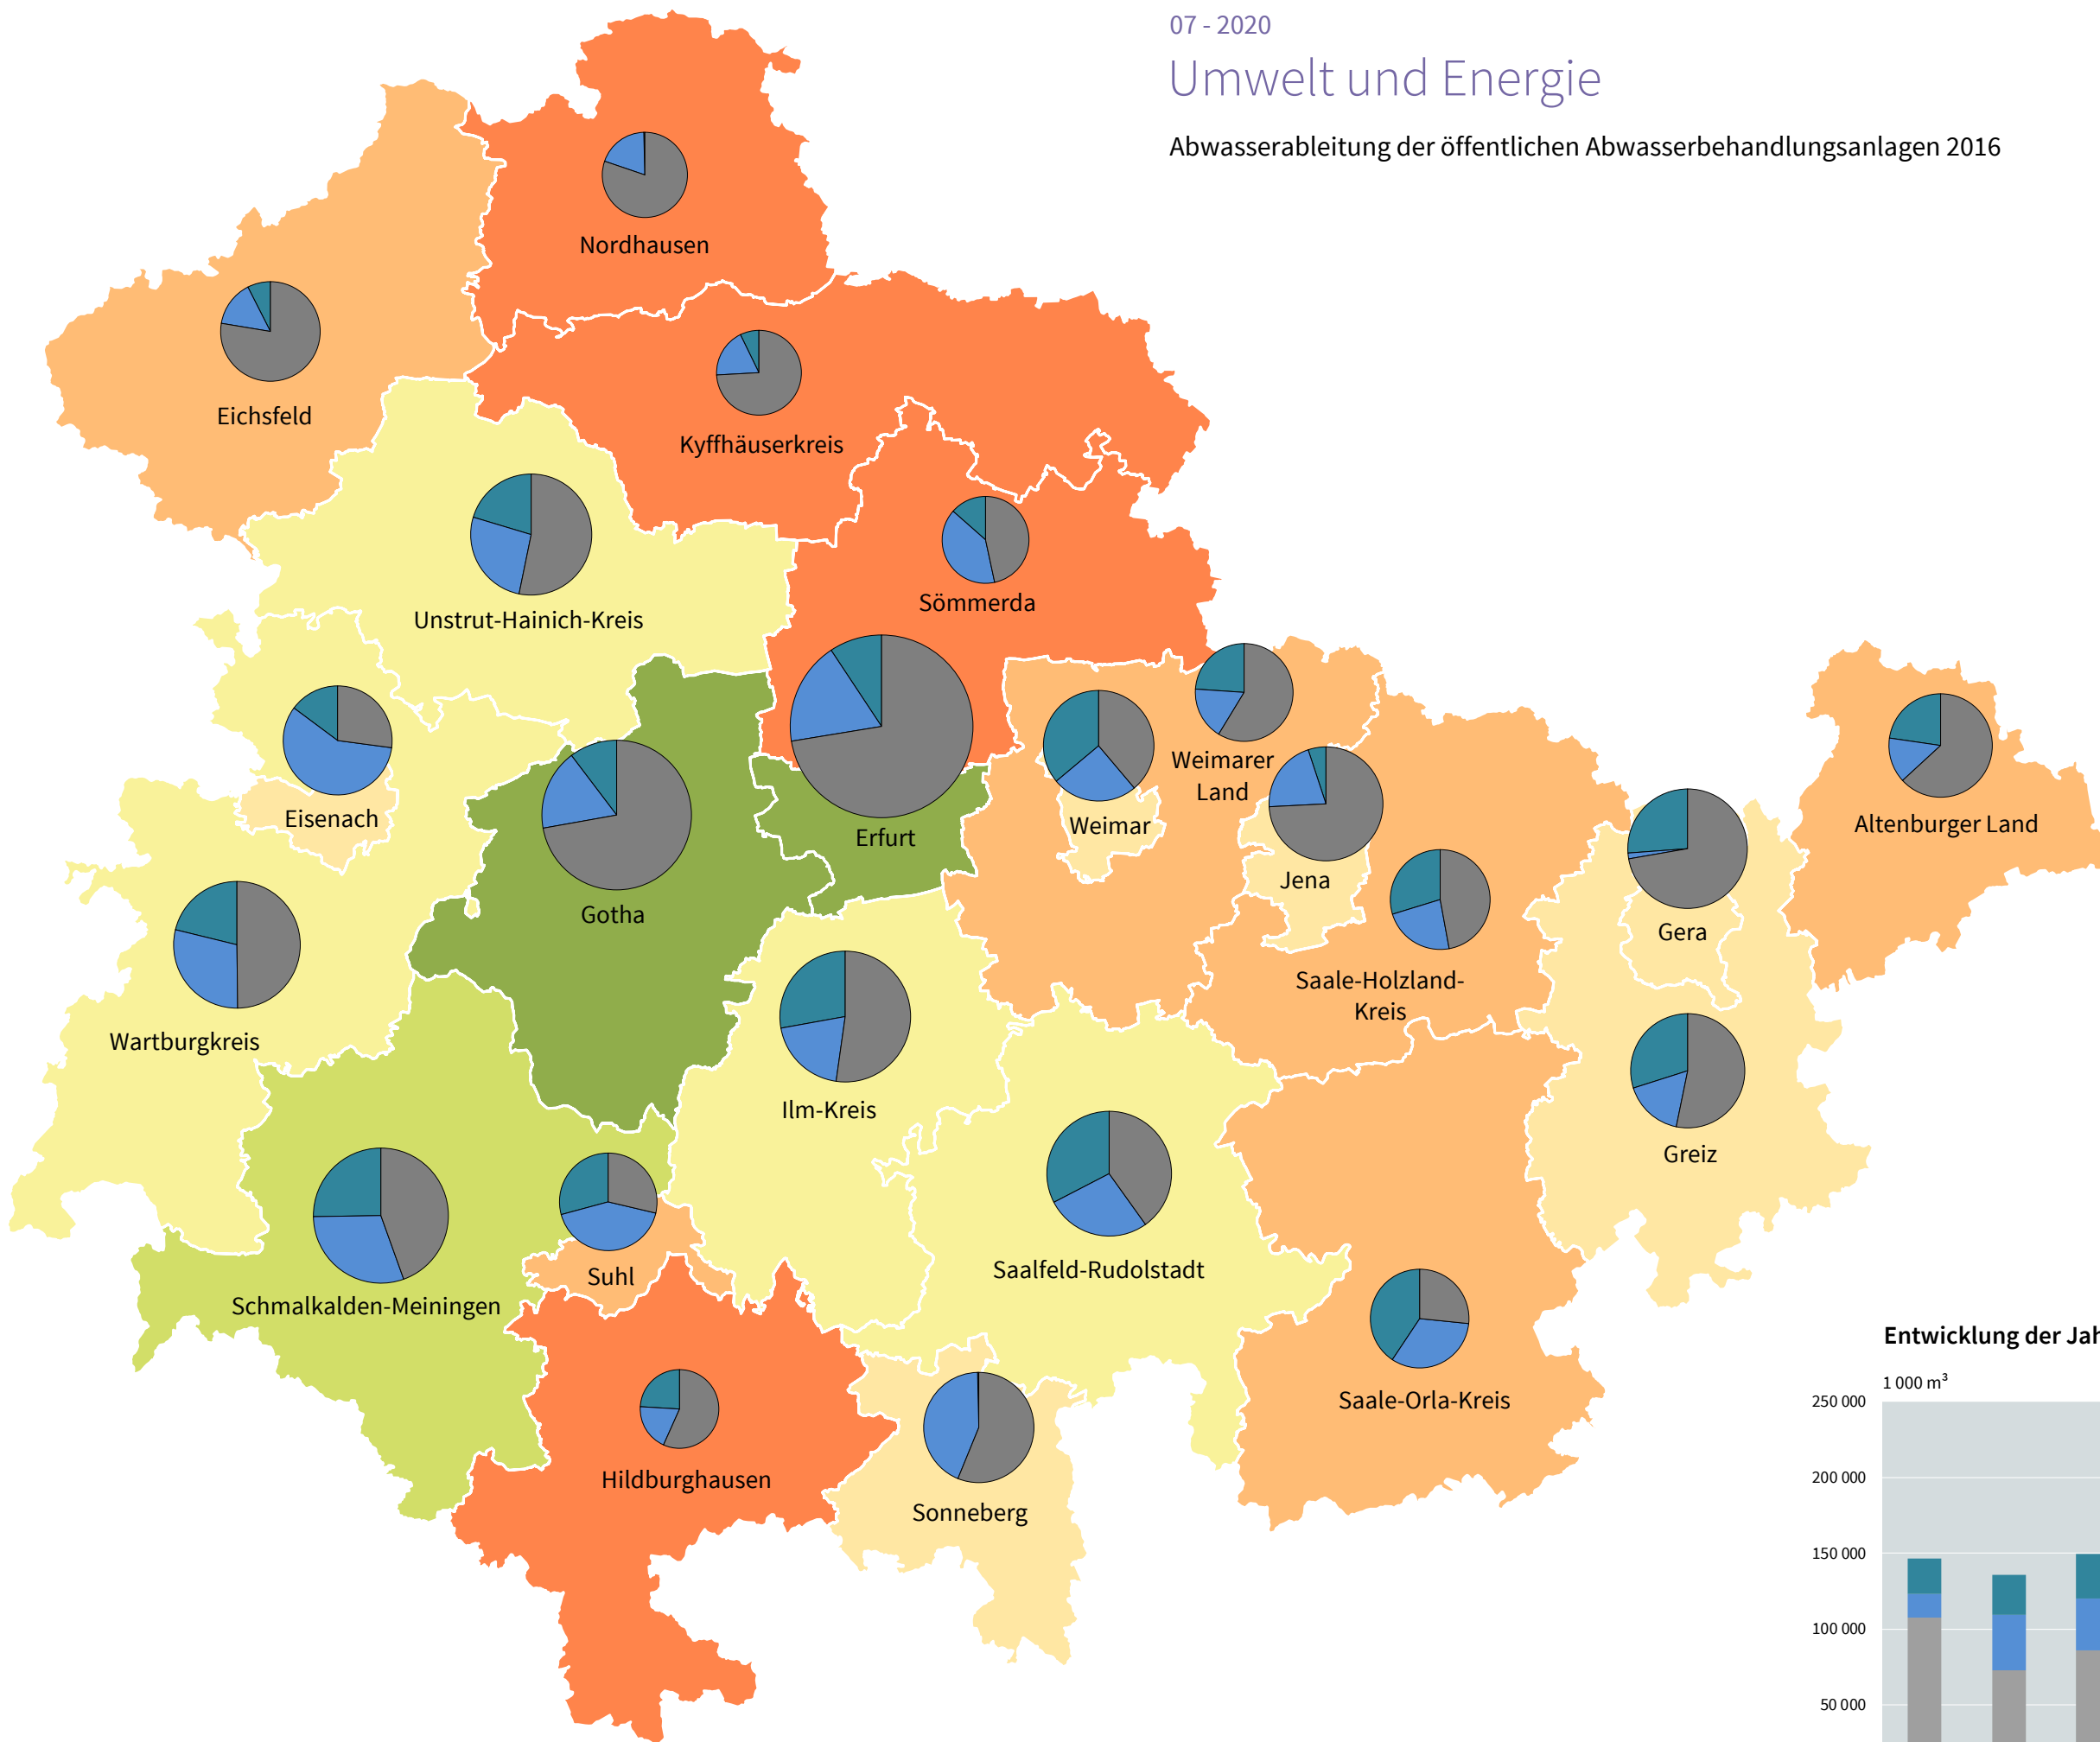 07 - 2020
Umwelt und Energie
Abwasserableitung der öffentlichen Abwasserbehandlungsanlagen 2016
Nordhausen
Eichsfeld
Kyffhäuserkreis
Sömmerda
Unstrut-Hainich-Kreis
Weimarer
Land
Eisenach
Erfurt
Weimar
Altenburger Land
Jena
Gotha
Gera
Saale-Holzland-
Kreis
Wartburgkreis
Ilm-Kreis
Greiz
Saalfeld-Rudolstadt
Suhl
Schmalkalden-Meiningen
Saale-Orla-Kreis
Hildburghausen
Sonneberg
Entwicklung der Jah
1 000 m³
250 000
200 000
150 000
100 000
50 000